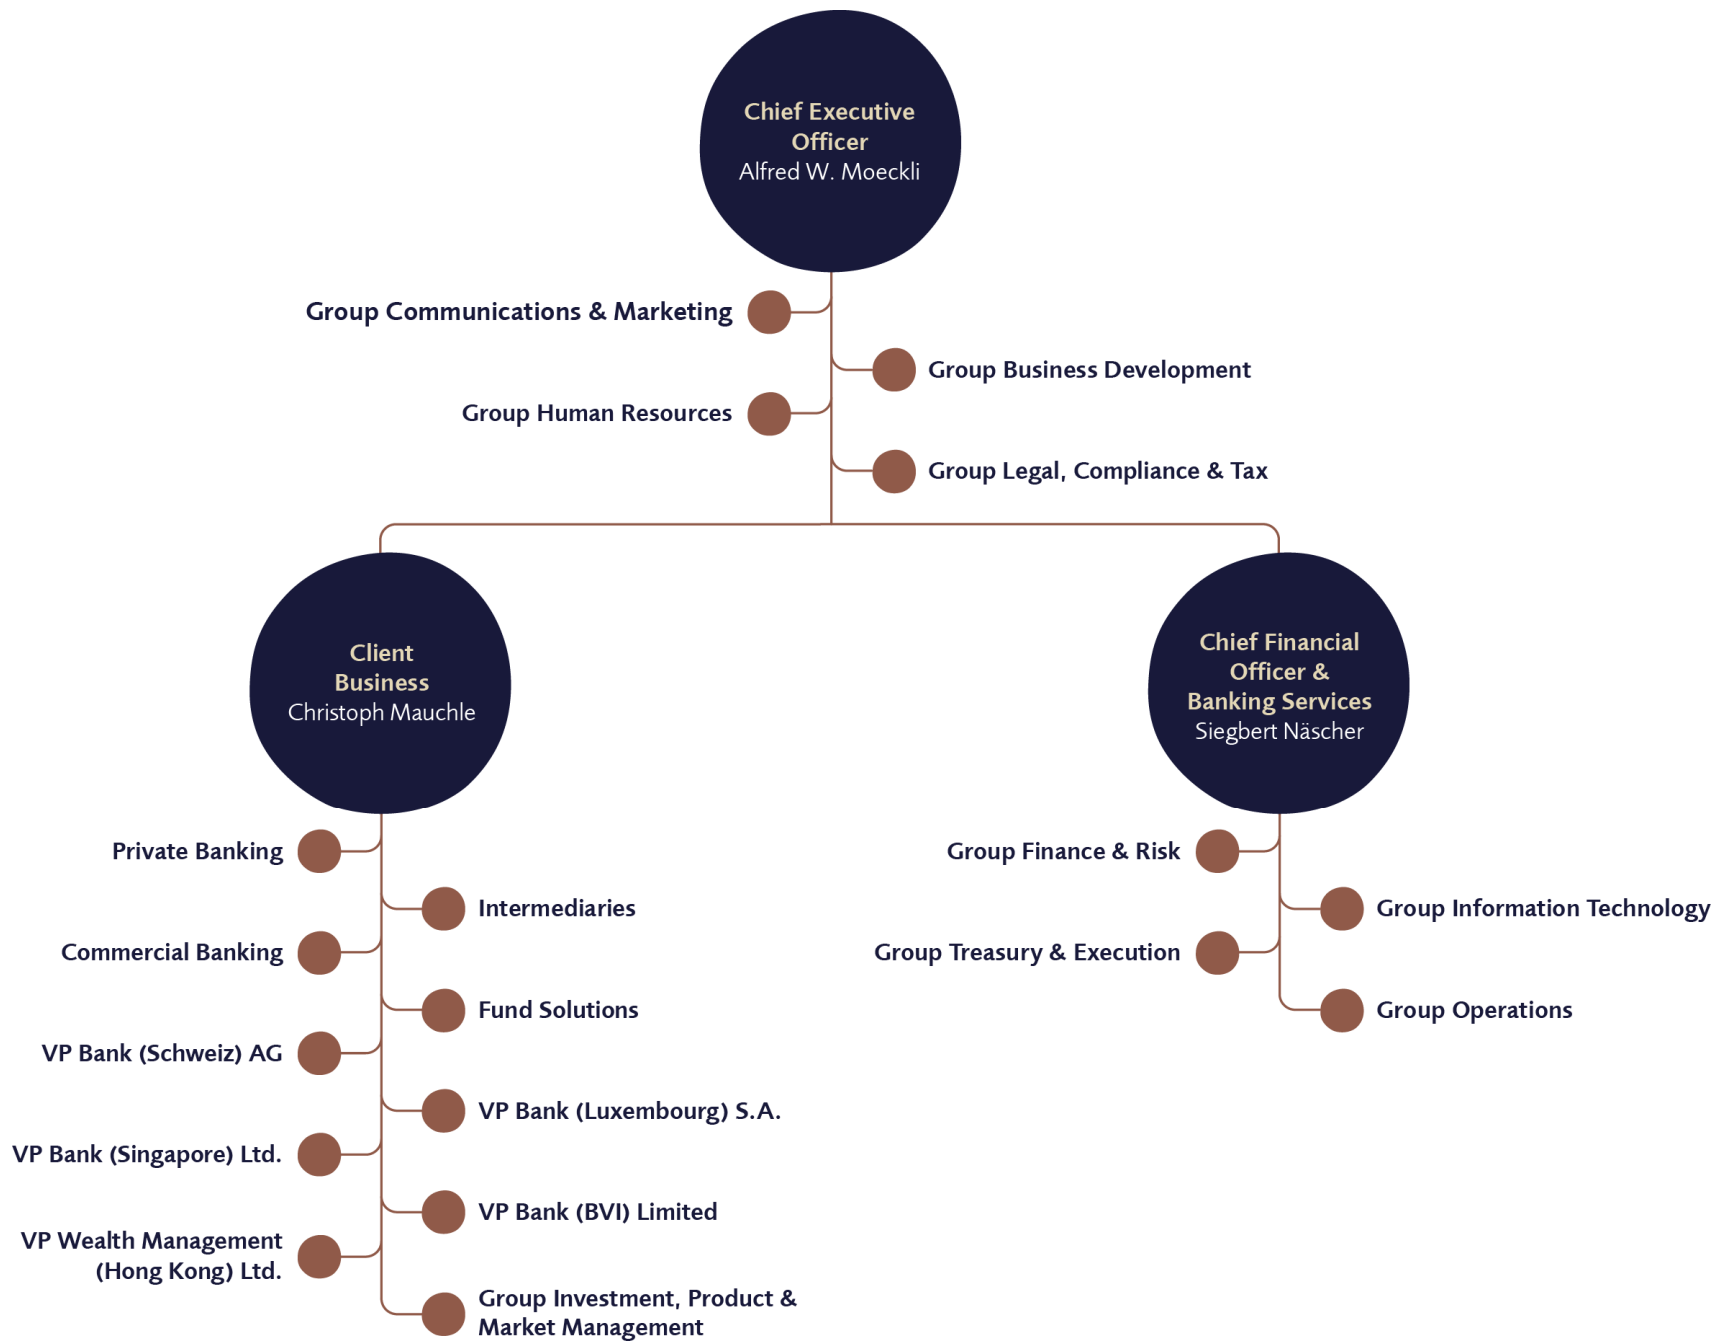 Chief Executive
Officer
Alfred W. Moeckli
Group Communications & Marketing
Group Business Development
Group Human Resources
Group Legal, Compliance & Tax
Client
Business
Christoph Mauchle
Private Banking
Intermediaries
Commercial Banking
Fund Solutions
VP Bank (Schweiz) AG
VP Bank (Luxembourg) S.A.
VP Bank (Singapore) Ltd.
VP Bank (BVI) Limited
VP Wealth Management
(Hong Kong) Ltd.
Group Investment, Product &
Market Management
Chief Financial
Officer &
Banking Services
Siegbert Näscher
Group Finance & Risk
Group Information Technology
Group Treasury & Execution
Group Operations